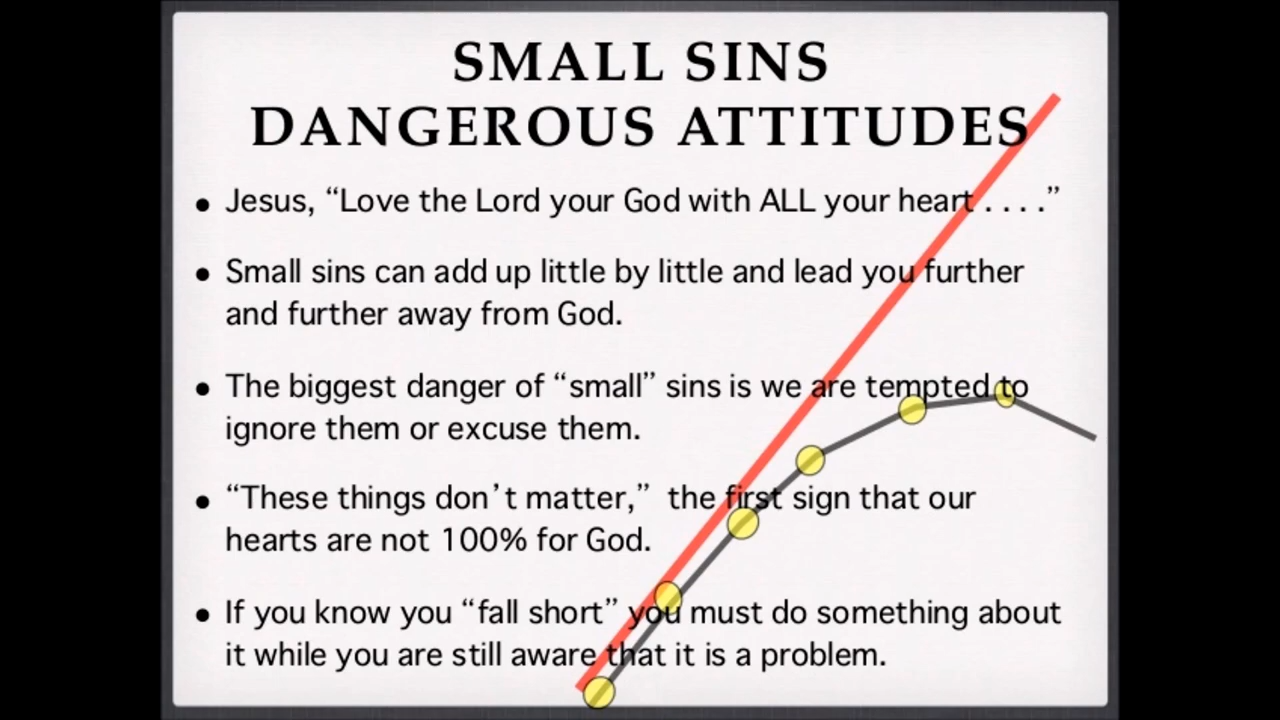 SMALL SINS
DANGEROUS ATTITUDES
• Jesus, “Love the Lord your God with ALL your heart . . . .”
• Small sins can add up little by little and lead you further
and further away from God.
• The biggest danger of “small” sins is we are tempted to
ignore them or excuse them.
• “These things don’t matter,” the first sign that our
hearts are not 100% for God.
• If you know you “fall short” you must do something about
it while you are still aware that it is a problem.